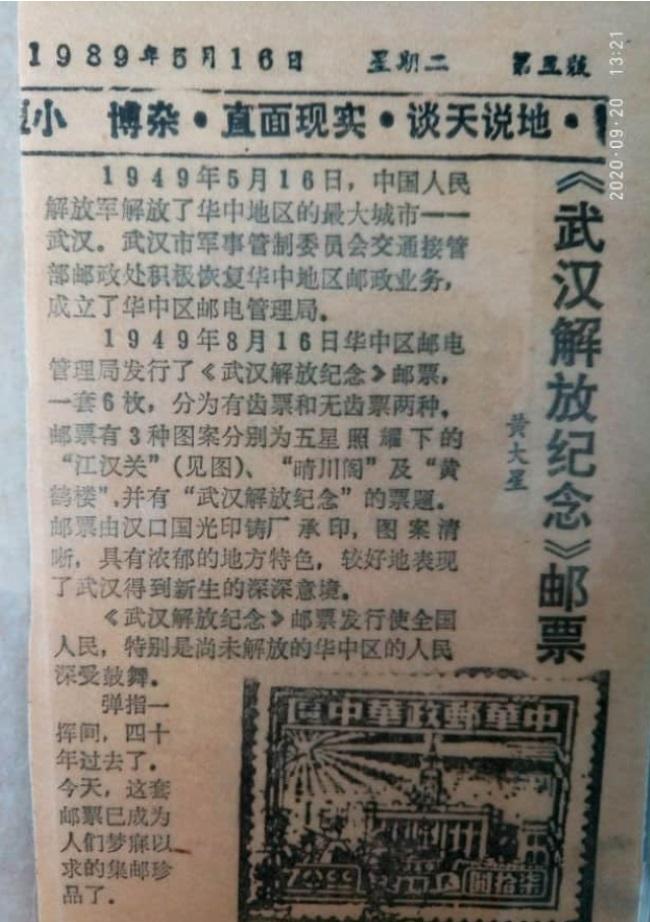 1989年5月16日 星期二 第五號
小 博杂·直面现实·谈天说地·
2020·09·20 13:21
《武汉解放纪念》邮票
黄大星
1949年5月16日，中国人民
解放军解放了华中地区的最大城市——
武汉。武汉市军事管制委员会交通接管
部邮政处积极恢复华中地区邮政业务，
成立了华中区邮电管理局。
1949年8月16日华中区邮电
管理局发行了《武汉解放纪念》邮票，
一套6枚，分为有齿票和无齿票两种。
邮票有3种图案分别为五星照耀下的
“江汉关”（见图）、“晴川阁”及“黄
鹤楼”，并有“武汉解放纪念”的票题。
邮票由汉口国光印铸厂承印，图案清
晰，具有浓郁的地方特色，较好地表现
了武汉得到新生的深深意境。
《武汉解放纪念》邮票发行使全国
人民，特别是尚未解放的华中区的人民
深受鼓舞。
弹指一
挥间，四十
年过去了。
今天，这套
邮票已成为
人们梦寐以
求的集邮珍
品了。
區中華政郵華中